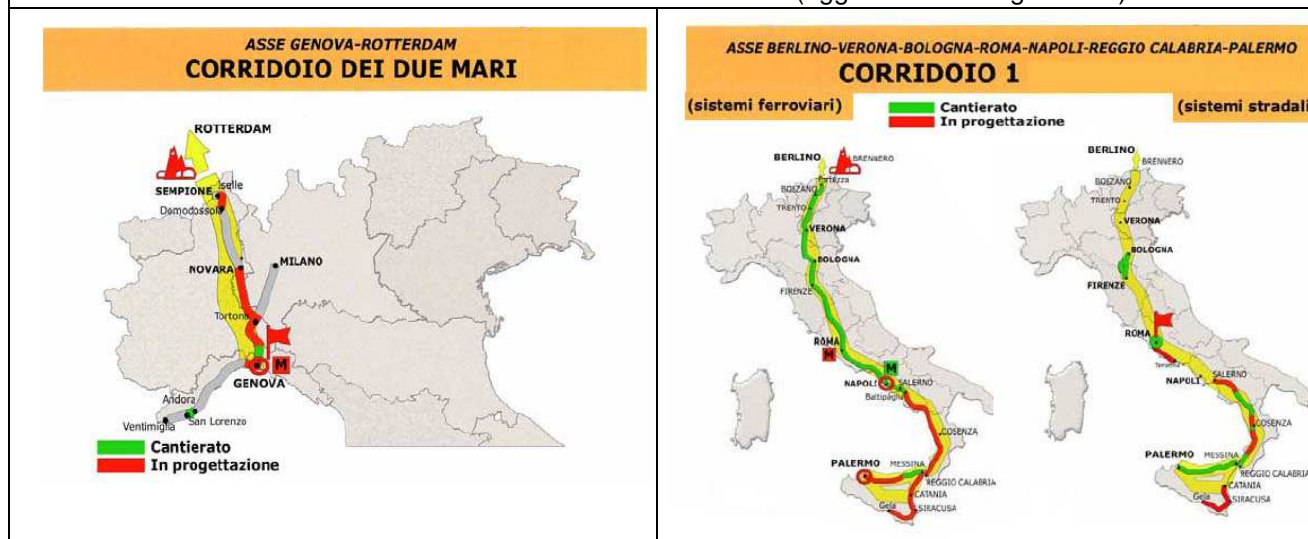 ASSE GENOVA-ROTTERDAM
CORRIDOIO DEI DUE MARI
ROTTERDAM
Iselle
SEMPIONE
Domodossola
NOVARA
MILANO
Tortona
M
GENOVA
Andora
San Lorenzo
Ventimiglia
Cantierato
In progettazione
ASSE BERLINO-VERONA-BOLOGNA-ROMA-NAPOLI-REGGIO CALABRIA-PALERMO
CORRIDOIO 1
(sistemi ferroviari)
Cantierato
In progettazione
(sistemi stradali
BERLINO
BRENNERO
Fortezza
BOLZANO
TRENTO
VERONA
BOLOGNA
FIRENZE
ROMA
M
M
NAPOLI
SALERNO
Battipaglia
COSENZA
PALERMO
MESSINA
REGGIO CALABRIA
CATANIA
Gela
SIRACUSA
BERLINO
BRENNERO
BOLZANO
TRENTO
VERONA
BOLOGNA
FIRENZE
ROMA
NAPOLI
SALERNO
COSENZA
PALERMO
MESSINA
REGGIO CALABRIA
CATANIA
Gela
SIRACUSA